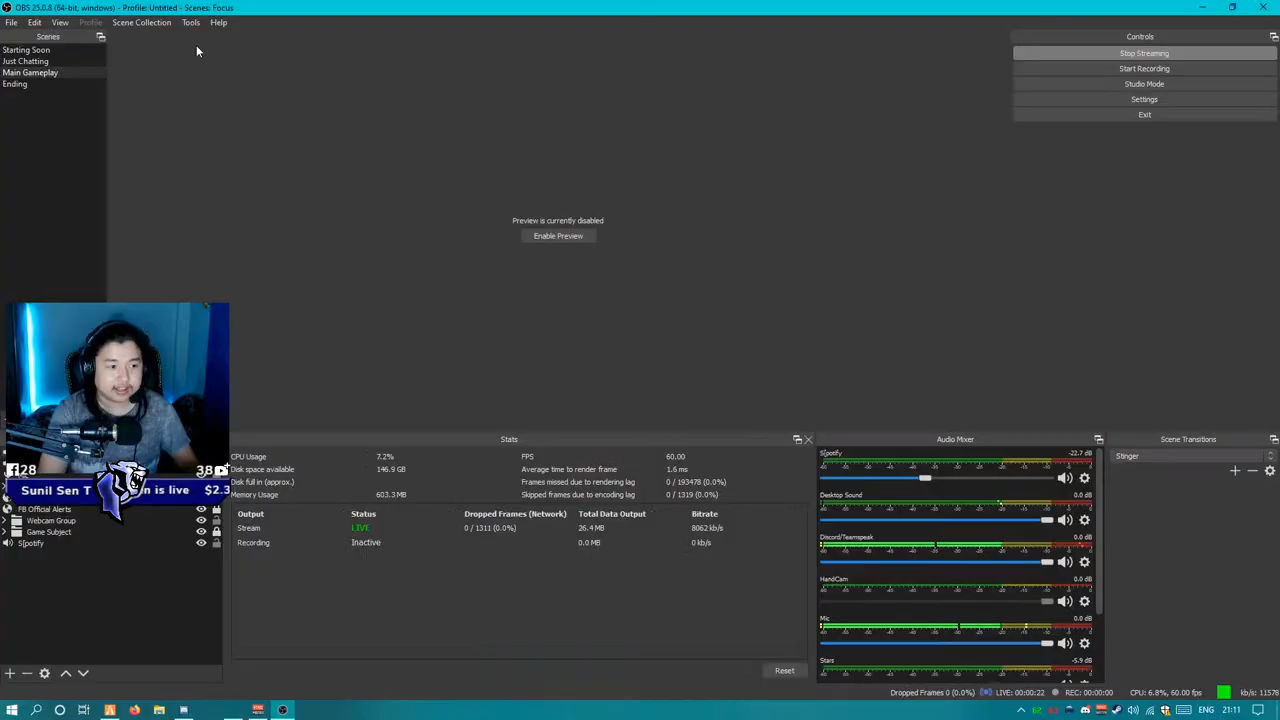 OBS 25.0.8 (64-bit, windows) - Profile: Untitled - Scenes: Focus
File Edit View Profile Scene Collection Tools Help
Scenes
Starting Soon
Just Chatting
Main Gameplay
Ending
Preview is currently disabled
Enable Preview
Controls
Stop Streaming
Start Recording
Studio Mode
Settings
Exit
28
38
Sunil Sen T
n is live $2.3
FB Official Alerts
Webcam Group
Game Subject
S[potify
Stats
CPU Usage 7.2%
Disk space available 146.9 GB
Disk full in (approx.)
Memory Usage 603.3 MB
FPS 60.00
Average time to render frame 1.6 ms
Frames missed due to rendering lag 0 / 193478 (0.0%)
Skipped frames due to encoding lag 0 / 1319 (0.0%)
Output Status Dropped Frames (Network) Total Data Output Bitrate
Stream LIVE 0 / 1311 (0.0%) 26.4 MB 8062 kb/s
Recording Inactive 0.0 MB 0 kb/s
Reset
Audio Mixer
S[potify -22.7 dB
Desktop Sound 0.0 dB
Discord/Teamspeak 0.0 dB
HandCam 0.0 dB
Mic 0.0 dB
Stars -5.9 dB
Scene Transitions
Stinger
Dropped Frames 0 (0.0%) LIVE: 00:00:22 REC: 00:00:00 CPU: 6.8%, 60.00 fps kb/s: 11578
ENG 21:11